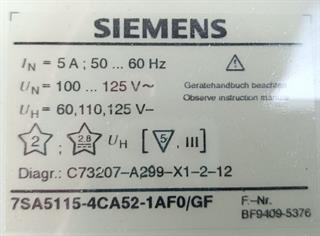 SIEMENS
IN = 5 A ; 50 ... 60 Hz
UN = 100 ... 125 V~
Gerätehandbuch beachten
UH = 60,110,125 V–
Observe instruction manual
2 ; 2.8 UH [ 5 , III ]
Diagr.: C73207-A299-X1-2-12
7SA5115-4CA52-1AF0/GF
F.-Nr.
BF9409-5376